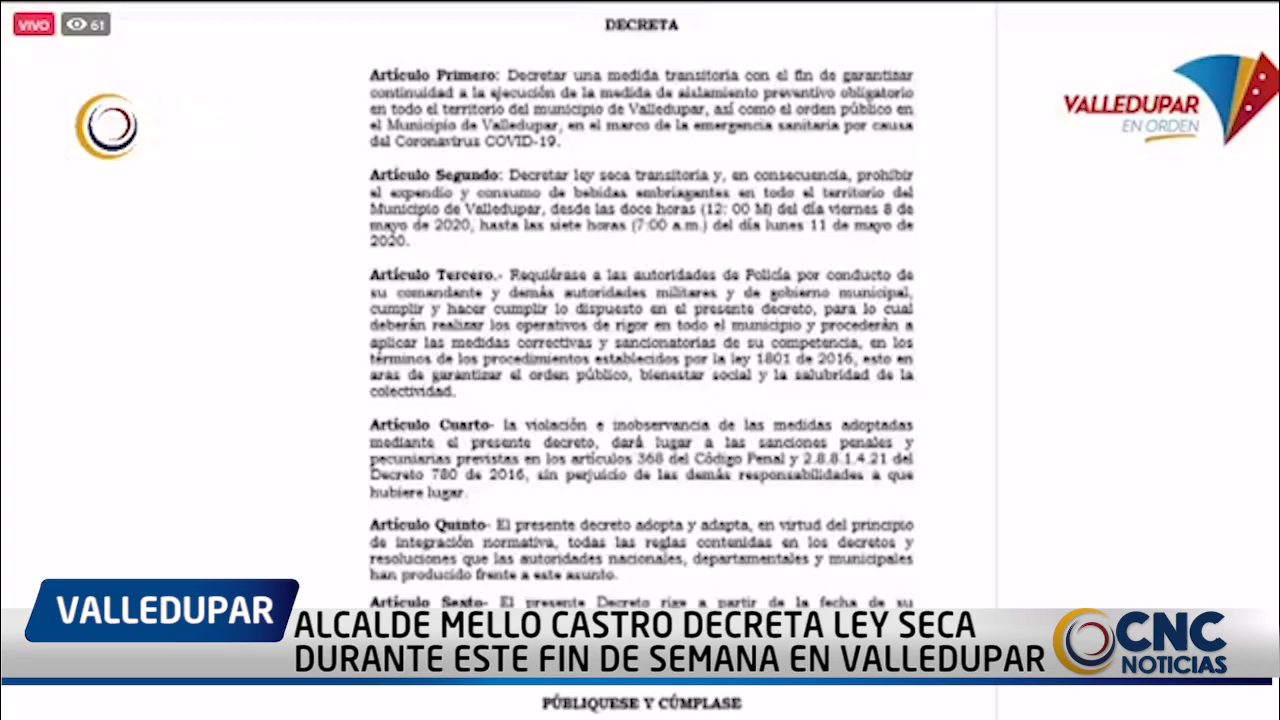 VIVO
61
DECRETA
Artículo Primero: Decretar una medida transitoria con el fin de garantizar
continuidad a la ejecución de la medida de aislamiento preventivo obligatorio
en todo el territorio del municipio de Valledupar, así como el orden público en
el Municipio de Valledupar, en el marco de la emergencia sanitaria por causa
del Coronavirus COVID-19.
VALLEDUPAR
EN ORDEN
Artículo Segundo: Decretar ley seca transitoria y, en consecuencia, prohibir
el expendio y consumo de bebidas embriagantes en todo el territorio del
Municipio de Valledupar, desde las doce horas (12: 00 M) del día viernes 8 de
mayo de 2020, hasta las siete horas (7:00 a.m.) del día lunes 11 de mayo de
2020.
Artículo Tercero.- Requiérase a las autoridades de Policía por conducto de
su comandante y demás autoridades militares y de gobierno municipal,
cumplir y hacer cumplir lo dispuesto en el presente decreto, para lo cual
deberán realizar los operativos de rigor en todo el municipio y procederán a
aplicar las medidas correctivas y sancionatorias de su competencia, en los
términos de los procedimientos establecidos por la ley 1801 de 2016, esto en
aras de garantizar el orden público, bienestar social y la salubridad de la
colectividad.
Artículo Cuarto- la violación e inobservancia de las medidas adoptadas
mediante el presente decreto, dará lugar a las sanciones penales y
pecuniarias previstas en los artículos 368 del Código Penal y 2.8.8.1.4.21 del
Decreto 780 de 2016, sin perjuicio de las demás responsabilidades a que
hubiere lugar.
Artículo Quinto- El presente decreto adopta y adapta, en virtud del principio
de integración normativa, todas las reglas contenidas en los decretos y
resoluciones que las autoridades nacionales, departamentales y municipales
han producido frente a este asunto.
Artículo Sexto- El presente Decreto rige a partir de la fecha de su
VALLEDUPAR
ALCALDE MELLO CASTRO DECRETA LEY SECA
DURANTE ESTE FIN DE SEMANA EN VALLEDUPAR
CNC
NOTICIAS
PÚBLIQUESE Y CÚMPLASE